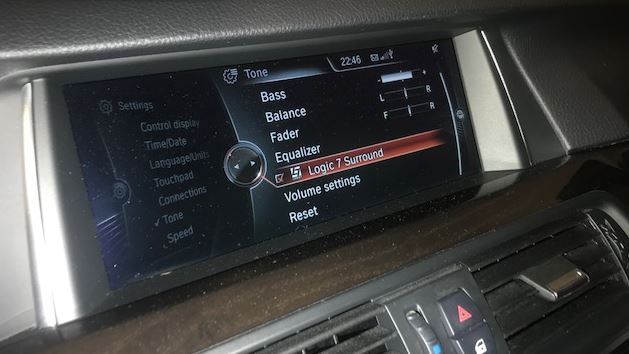 Tone
22:46
Settings
Control display
Time/Date
Language/Units
Touchpad
Connections
Tone
Speed
Bass
- +
Balance
L R
Fader
F R
Equalizer
Logic 7 Surround
Volume settings
Reset